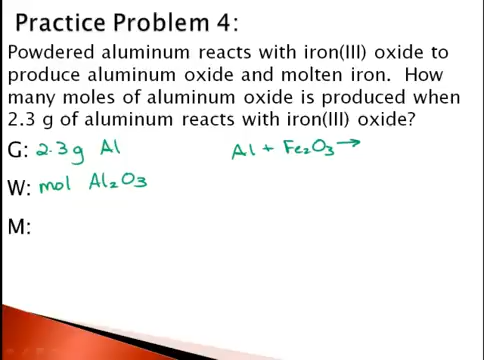 Practice Problem 4:
Powdered aluminum reacts with iron(III) oxide to
produce aluminum oxide and molten iron. How
many moles of aluminum oxide is produced when
2.3 g of aluminum reacts with iron(III) oxide?
G: 2.3g Al Al + Fe₂O₃ →
W: mol Al₂O₃
M: